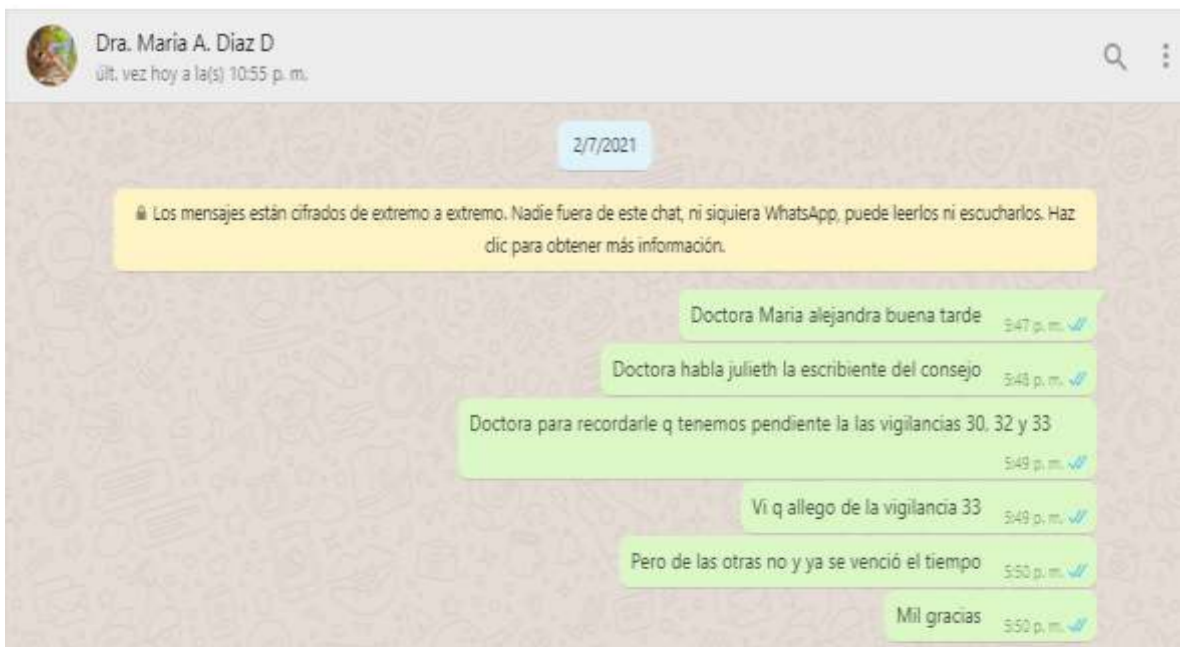 Dra. Maria A. Diaz D
últ. vez hoy a la(s) 10:55 p. m.
2/7/2021
Los mensajes están cifrados de extremo a extremo. Nadie fuera de este chat, ni siquiera WhatsApp, puede leerlos ni escucharlos. Haz
clic para obtener más información.
Doctora Maria alejandra buena tarde 5:47 p. m.
Doctora habla julieth la escribiente del consejo 5:48 p. m.
Doctora para recordarle q tenemos pendiente la las vigilancias 30, 32 y 33
5:49 p. m.
Vi q allego de la vigilancia 33 5:49 p. m.
Pero de las otras no y ya se venció el tiempo 5:50 p. m.
Mil gracias 5:50 p. m.